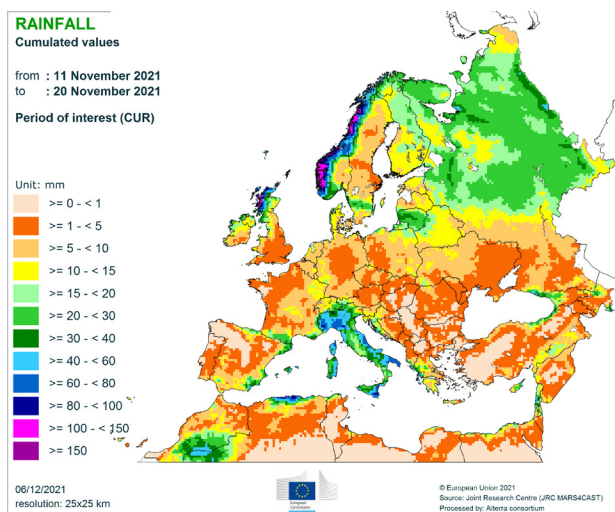 RAINFALL
Cumulated values
from : 11 November 2021
to : 20 November 2021
Period of interest (CUR)
Unit: mm
>= 0 - < 1
>= 1 - < 5
>= 5 - < 10
>= 10 - < 15
>= 15 - < 20
>= 20 - < 30
>= 30 - < 40
>= 40 - < 60
>= 60 - < 80
>= 80 - < 100
>= 100 - < 150
>= 150
06/12/2021
resolution: 25x25 km
European
Commission
© European Union 2021
Source: Joint Research Centre (JRC MARS4CAST)
Processed by: Alterra consortium